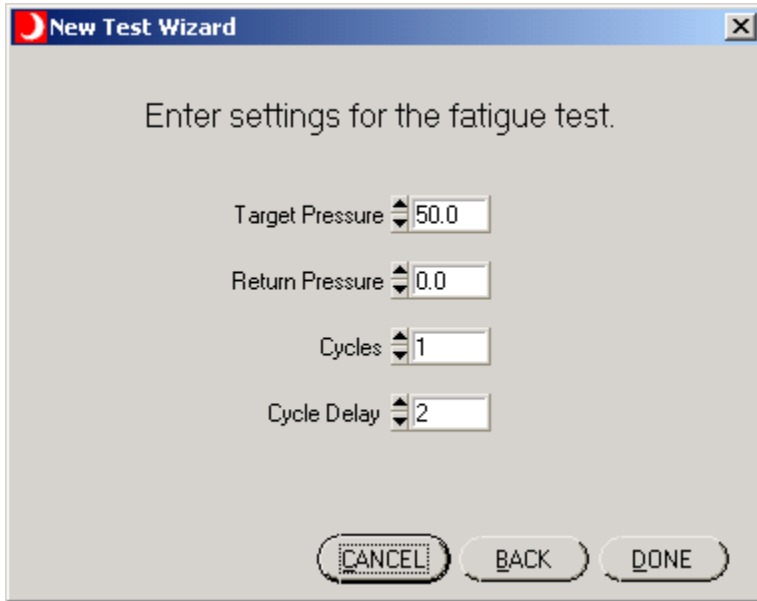 New Test Wizard
Enter settings for the fatigue test.
Target Pressure 50.0
Return Pressure 0.0
Cycles 1
Cycle Delay 2
CANCEL BACK DONE